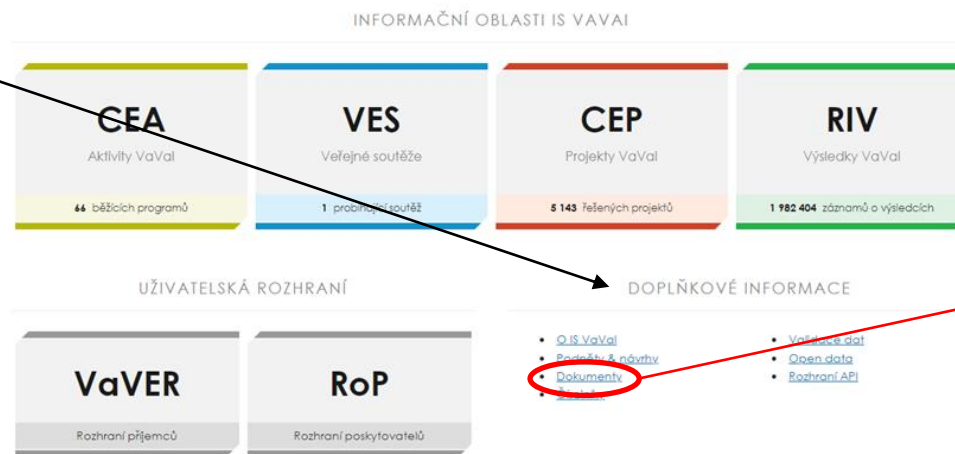 INFORMAČNÍ OBLASTI IS VAVAI
CEA
Aktivity VaVaI
66 běžících programů
VES
Veřejné soutěže
1 probíhající soutěž
CEP
Projekty VaVaI
5 143 řešených projektů
RIV
Výsledky VaVaI
1 982 404 záznamů o výsledcích
UŽIVATELSKÁ ROZHRANÍ
VaVER
Rozhraní příjemců
RoP
Rozhraní poskytovatelů
DOPLŇKOVÉ INFORMACE
O IS VaVaI
Podněty & návrhy
Dokumenty
Validace dat
Open data
Rozhraní API